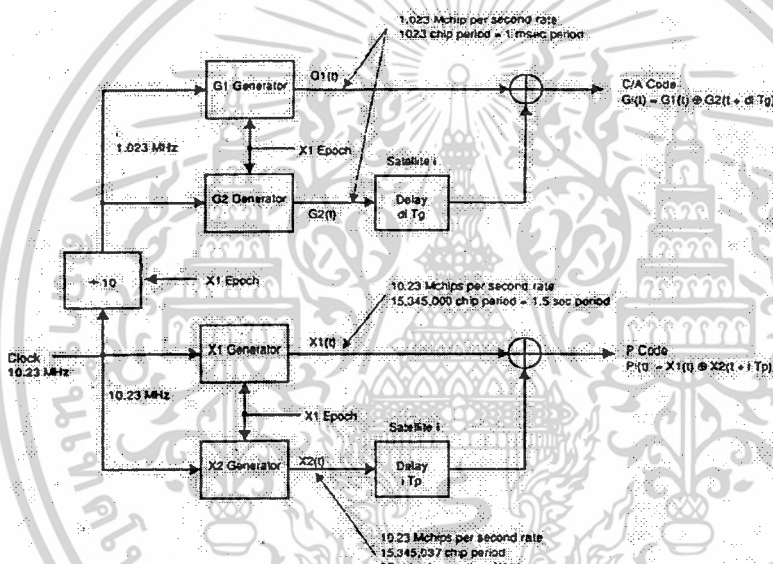 1.023 Mchip per second rate
1023 chip period = 1 msec period
G1 Generator
G1(t)
C/A Code
Gi(t) = G1(t) ⊕ G2(t + di Tg)
1.023 MHz
X1 Epoch
Satellite i
G2 Generator
G2(t)
Delay
di Tg
÷ 10
X1 Epoch
10.23 Mchips per second rate
15,345,000 chip period = 1.5 sec period
Clock
10.23 MHz
X1 Generator
X1(t)
P Code
Pi(t) = X1(t) ⊕ X2(t + i Tp)
10.23 MHz
X1 Epoch
Satellite i
X2 Generator
X2(t)
Delay
i Tp
10.23 Mchips per second rate
15,345,037 chip period